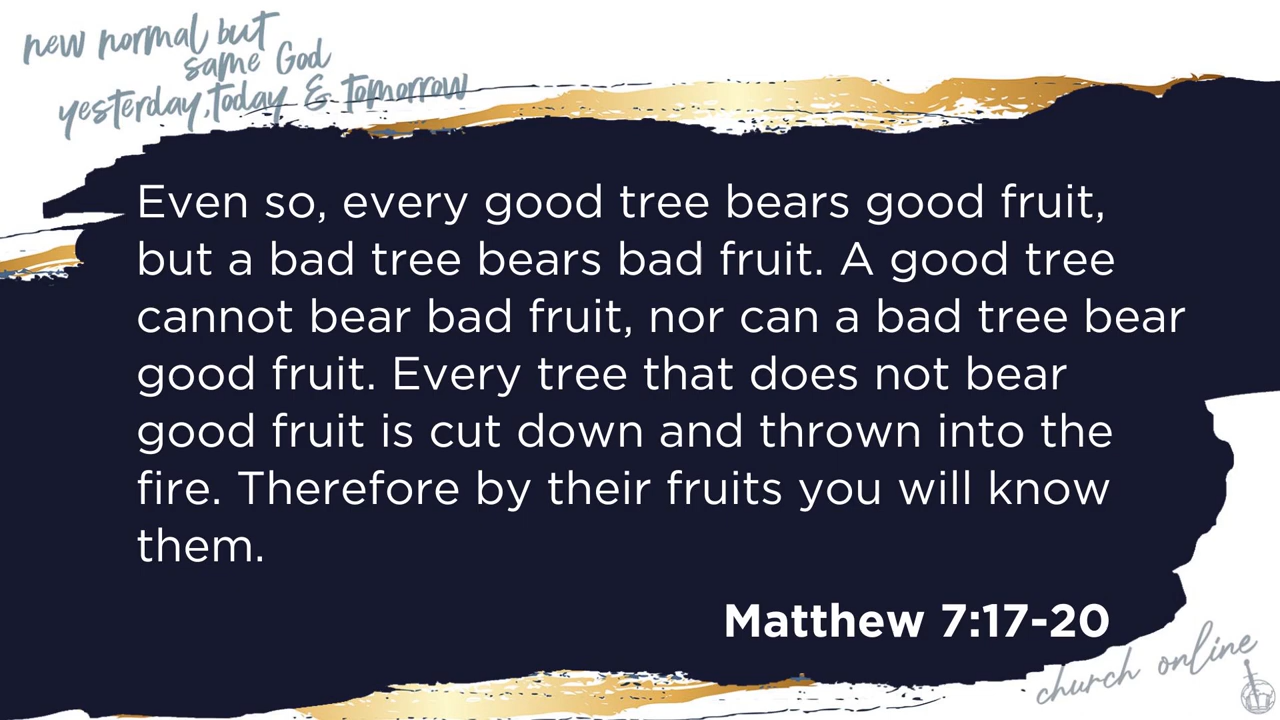 new normal but
same God
yesterday, today & tomorrow
Even so, every good tree bears good fruit,
but a bad tree bears bad fruit. A good tree
cannot bear bad fruit, nor can a bad tree bear
good fruit. Every tree that does not bear
good fruit is cut down and thrown into the
fire. Therefore by their fruits you will know
them.
Matthew 7:17-20
church online